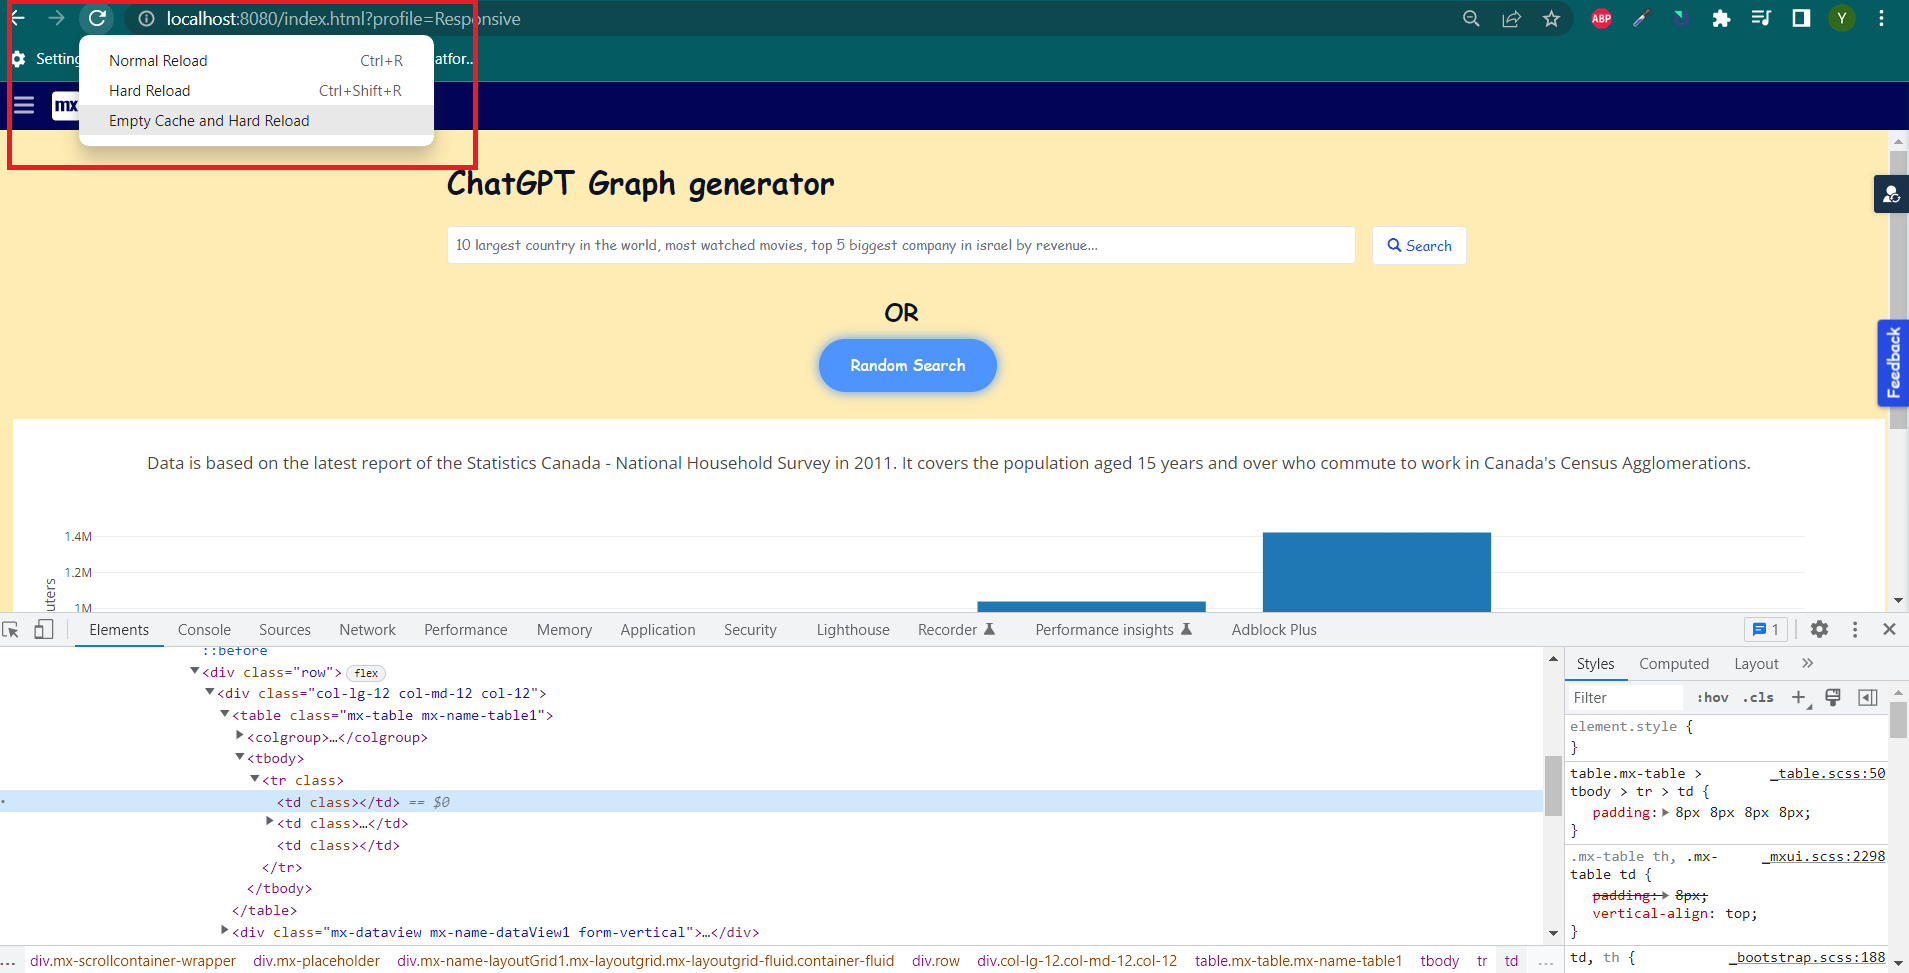 localhost:8080/index.html?profile=Responsive
ABP
Y
Setting
atfor...
Normal Reload Ctrl+R
Hard Reload Ctrl+Shift+R
Empty Cache and Hard Reload
mx
ChatGPT Graph generator
10 largest country in the world, most watched movies, top 5 biggest company in israel by revenue...
Search
OR
Random Search
Feedback
Data is based on the latest report of the Statistics Canada - National Household Survey in 2011. It covers the population aged 15 years and over who commute to work in Canada's Census Agglomerations.
1.4M
1.2M
1M
uters
Elements Console Sources Network Performance Memory Application Security Lighthouse Recorder Performance insights Adblock Plus 1
::before
<div class="row"> flex
<div class="col-lg-12 col-md-12 col-12">
<table class="mx-table mx-name-table1">
<colgroup>…</colgroup>
<tbody>
<tr class>
<td class></td> == $0
<td class>…</td>
<td class></td>
</tr>
</tbody>
</table>
<div class="mx-dataview mx-name-dataView1 form-vertical">…</div>
... div.mx-scrollcontainer-wrapper div.mx-placeholder div.mx-name-layoutGrid1.mx-layoutgrid.mx-layoutgrid-fluid.container-fluid div.row div.col-lg-12.col-md-12.col-12 table.mx-table.mx-name-table1 tbody tr td ...
Styles Computed Layout »
Filter :hov .cls +
element.style {
}
table.mx-table > _table.scss:50
tbody > tr > td {
padding: 8px 8px 8px 8px;
}
.mx-table th, .mx- _mxui.scss:2298
table td {
padding: 8px;
vertical-align: top;
}
td, th { _bootstrap.scss:188